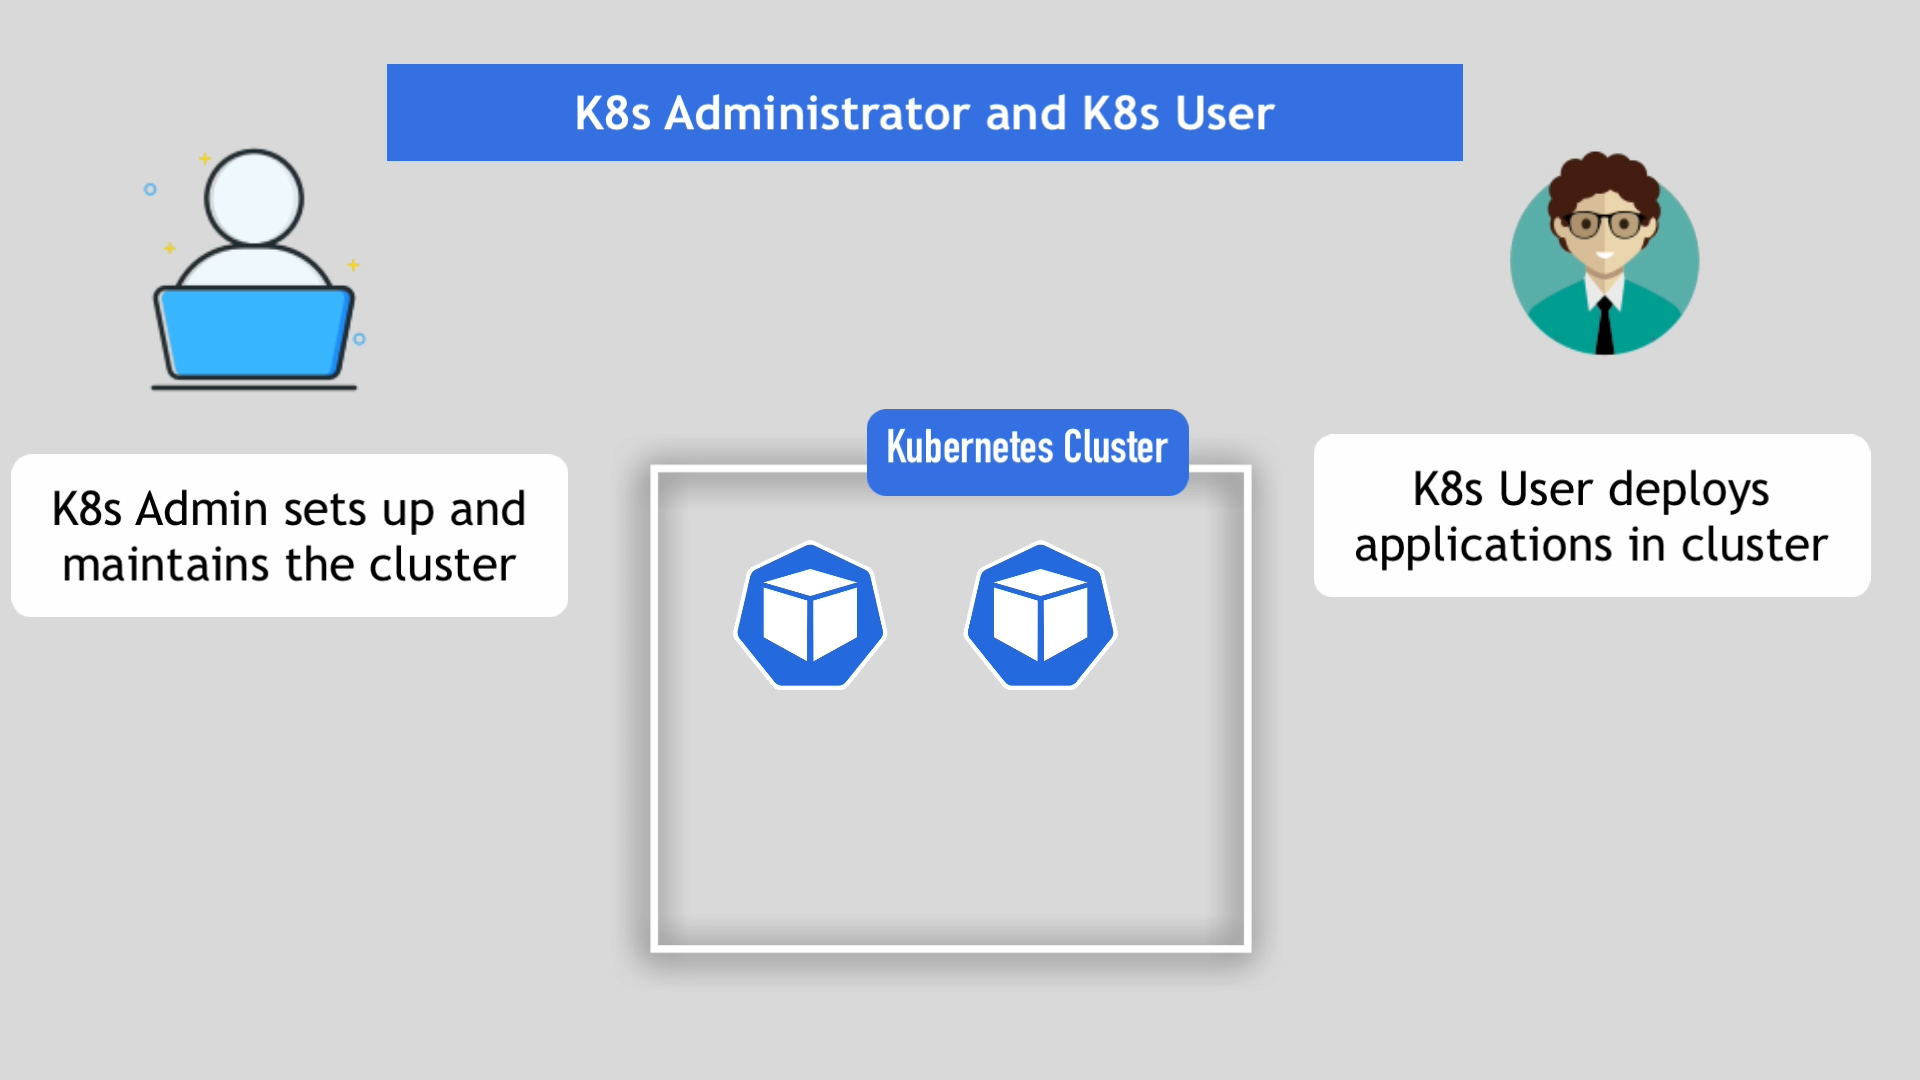 K8s Administrator and K8s User
Kubernetes Cluster
K8s Admin sets up and
maintains the cluster
K8s User deploys
applications in cluster